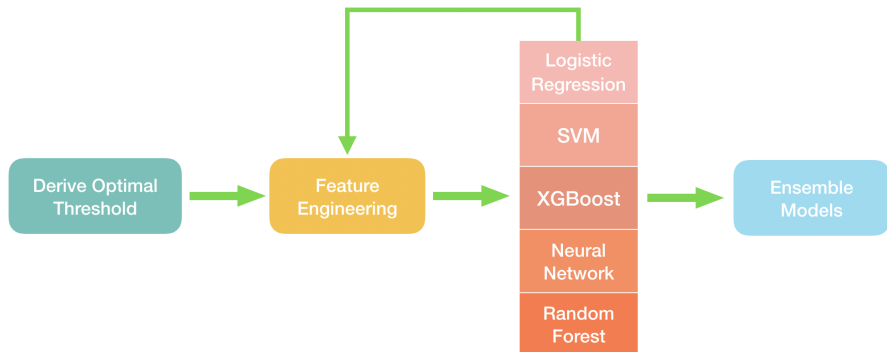 Derive Optimal
Threshold
Feature
Engineering
Logistic
Regression
SVM
XGBoost
Neural
Network
Random
Forest
Ensemble
Models